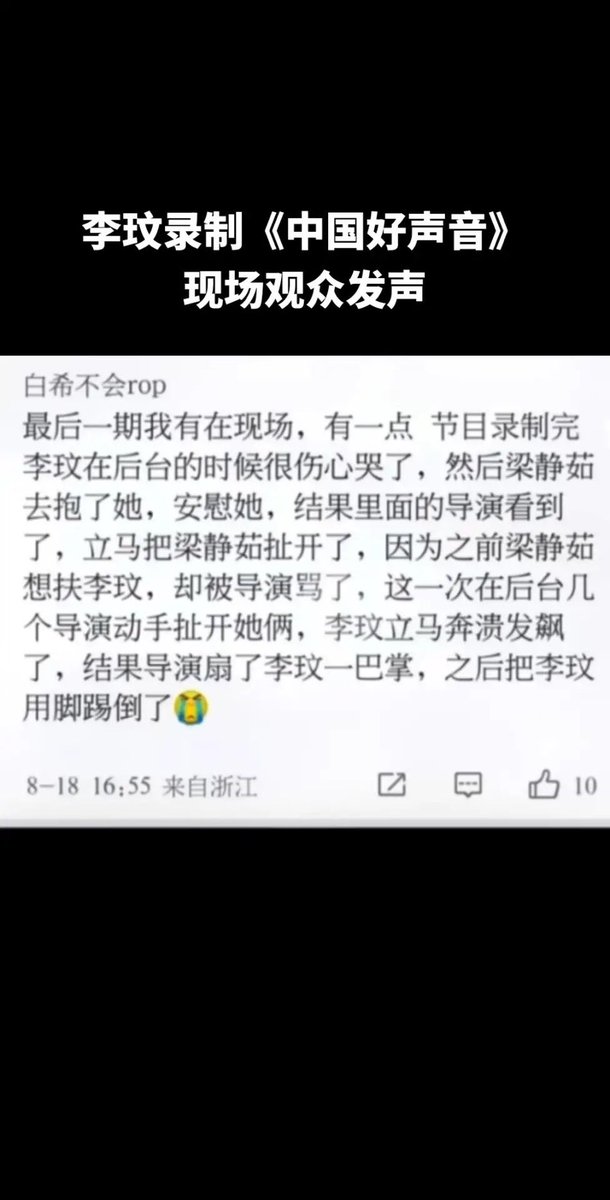 李玟录制《中国好声音》
现场观众发声
白希不会rop
最后一期我有在现场，有一点 节目录制完
李玟在后台的时候很伤心哭了，然后梁静茹
去抱了她，安慰她，结果里面的导演看到
了，立马把梁静茹扯开了，因为之前梁静茹
想扶李玟，却被导演骂了，这一次在后台几
个导演动手扯开她俩，李玟立马奔溃发飙
了，结果导演扇了李玟一巴掌，之后把李玟
用脚踢倒了😭
8-18 16:55 来自浙江
10